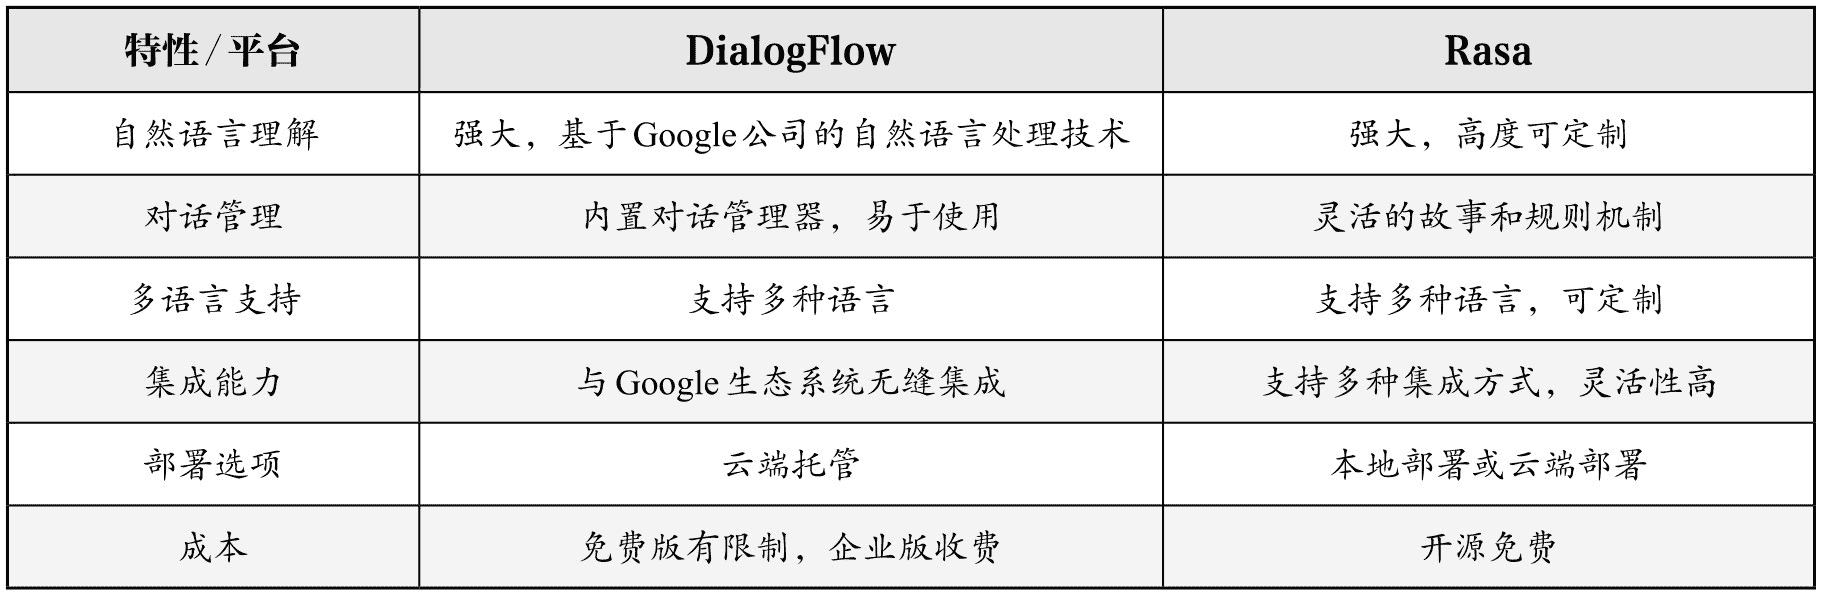 特性/平台 DialogFlow Rasa
自然语言理解 强大，基于Google公司的自然语言处理技术 强大，高度可定制
对话管理 内置对话管理器，易于使用 灵活的故事和规则机制
多语言支持 支持多种语言 支持多种语言，可定制
集成能力 与Google生态系统无缝集成 支持多种集成方式，灵活性高
部署选项 云端托管 本地部署或云端部署
成本 免费版有限制，企业版收费 开源免费